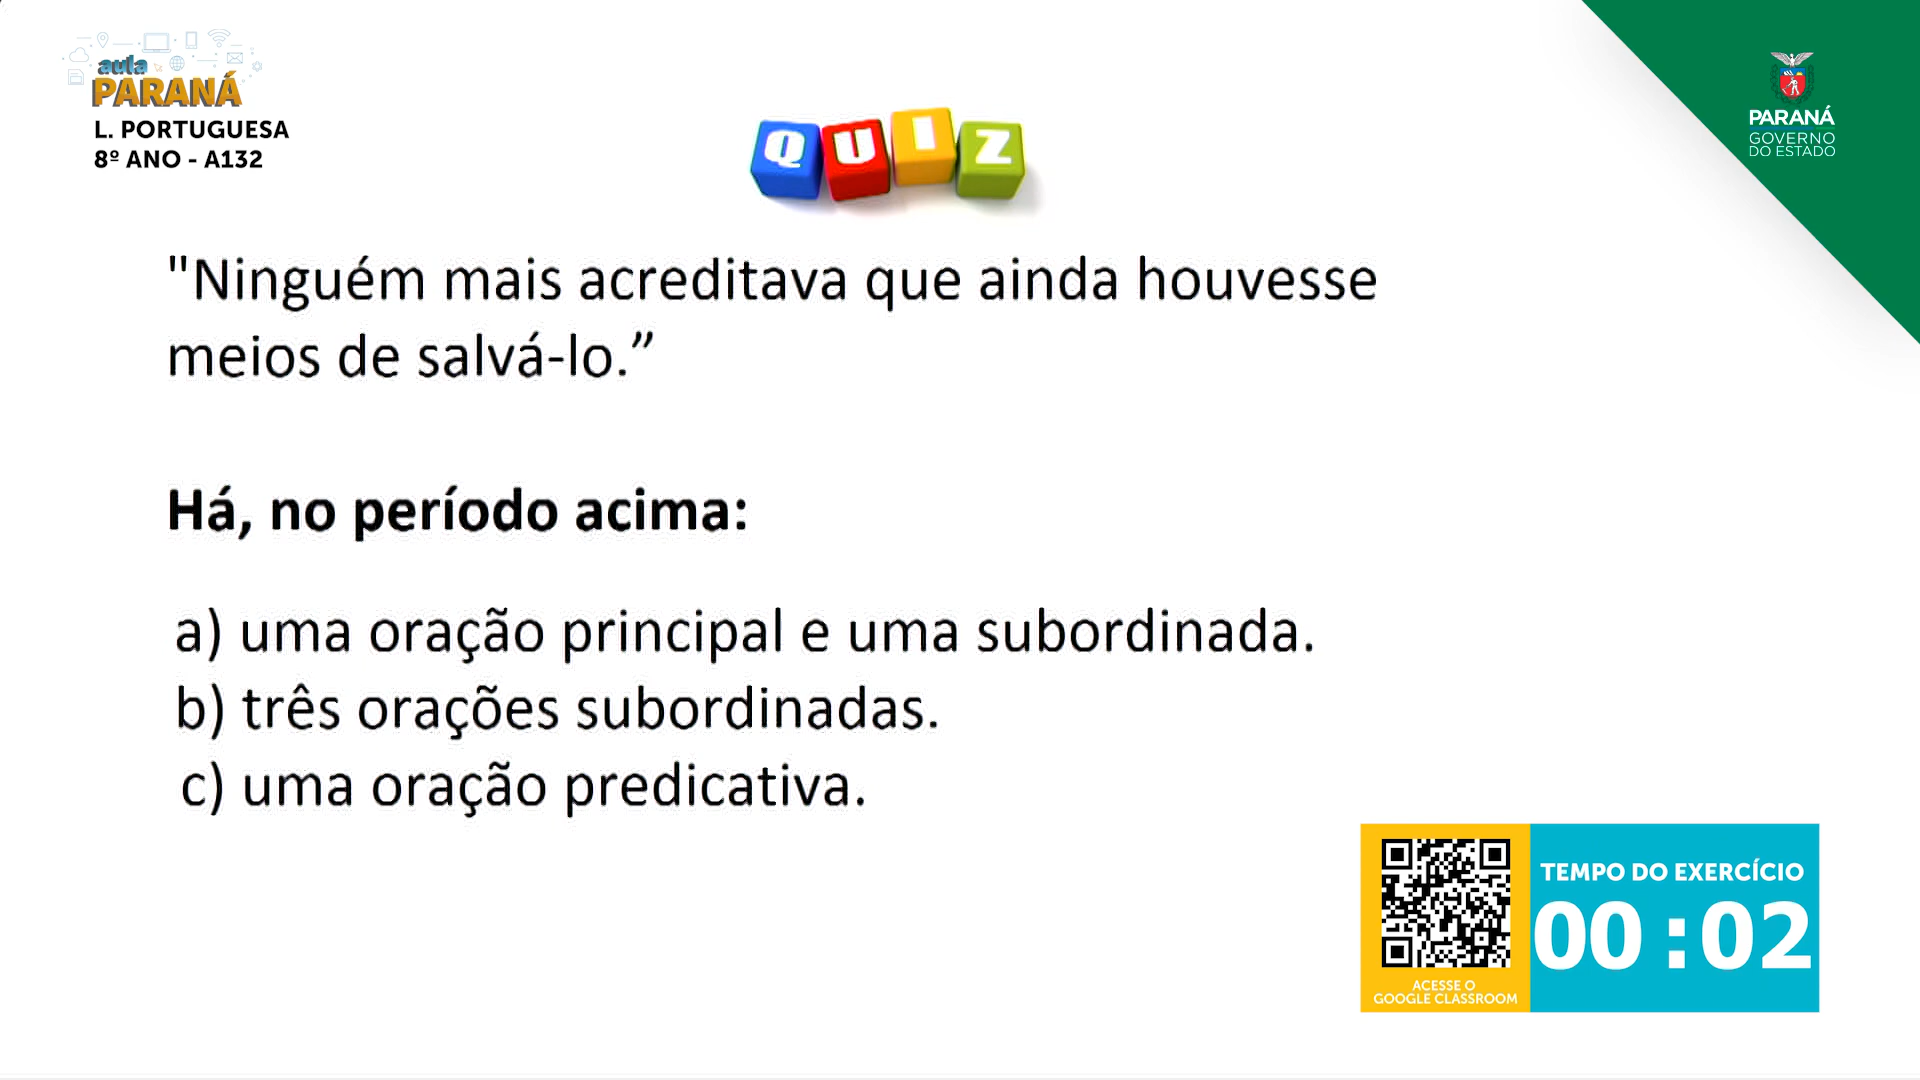 aula
PARANÁ
L. PORTUGUESA
8º ANO - A132
QUIZ
PARANÁ
GOVERNO
DO ESTADO
"Ninguém mais acreditava que ainda houvesse
meios de salvá-lo.”
Há, no período acima:
a) uma oração principal e uma subordinada.
b) três orações subordinadas.
c) uma oração predicativa.
TEMPO DO EXERCÍCIO
00:02
ACESSE O
GOOGLE CLASSROOM